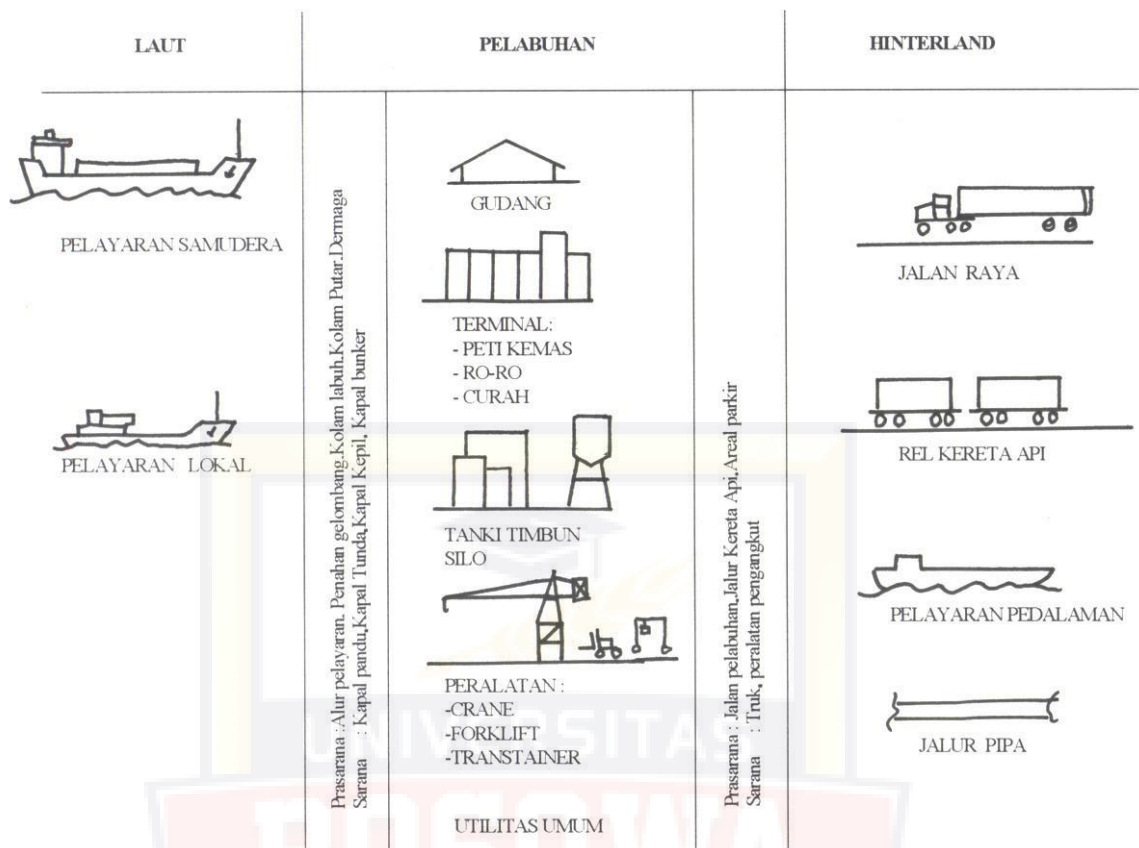 LAUT
PELABUHAN
HINTERLAND
PELAYARAN SAMUDERA
PELAYARAN LOKAL
Prasarana : Alur pelayaran. Penahan gelombang.Kolam labuh.Kolam Putar.Dermaga
Sarana : Kapal pandu,Kapal Tunda,Kapal Kepil, Kapal bunker
GUDANG
TERMINAL:
- PETI KEMAS
- RO-RO
- CURAH
TANKI TIMBUN
SILO
PERALATAN :
-CRANE
-FORKLIFT
-TRANSTAINER
UTILITAS UMUM
Prasarana : Jalan pelabuhan,Jalur Kereta Api,Areal parkir
Sarana : Truk, peralatan pengangkut
JALAN RAYA
REL KERETA API
PELAYARAN PEDALAMAN
JALUR PIPA
UNIVERSITAS
BOSOWA